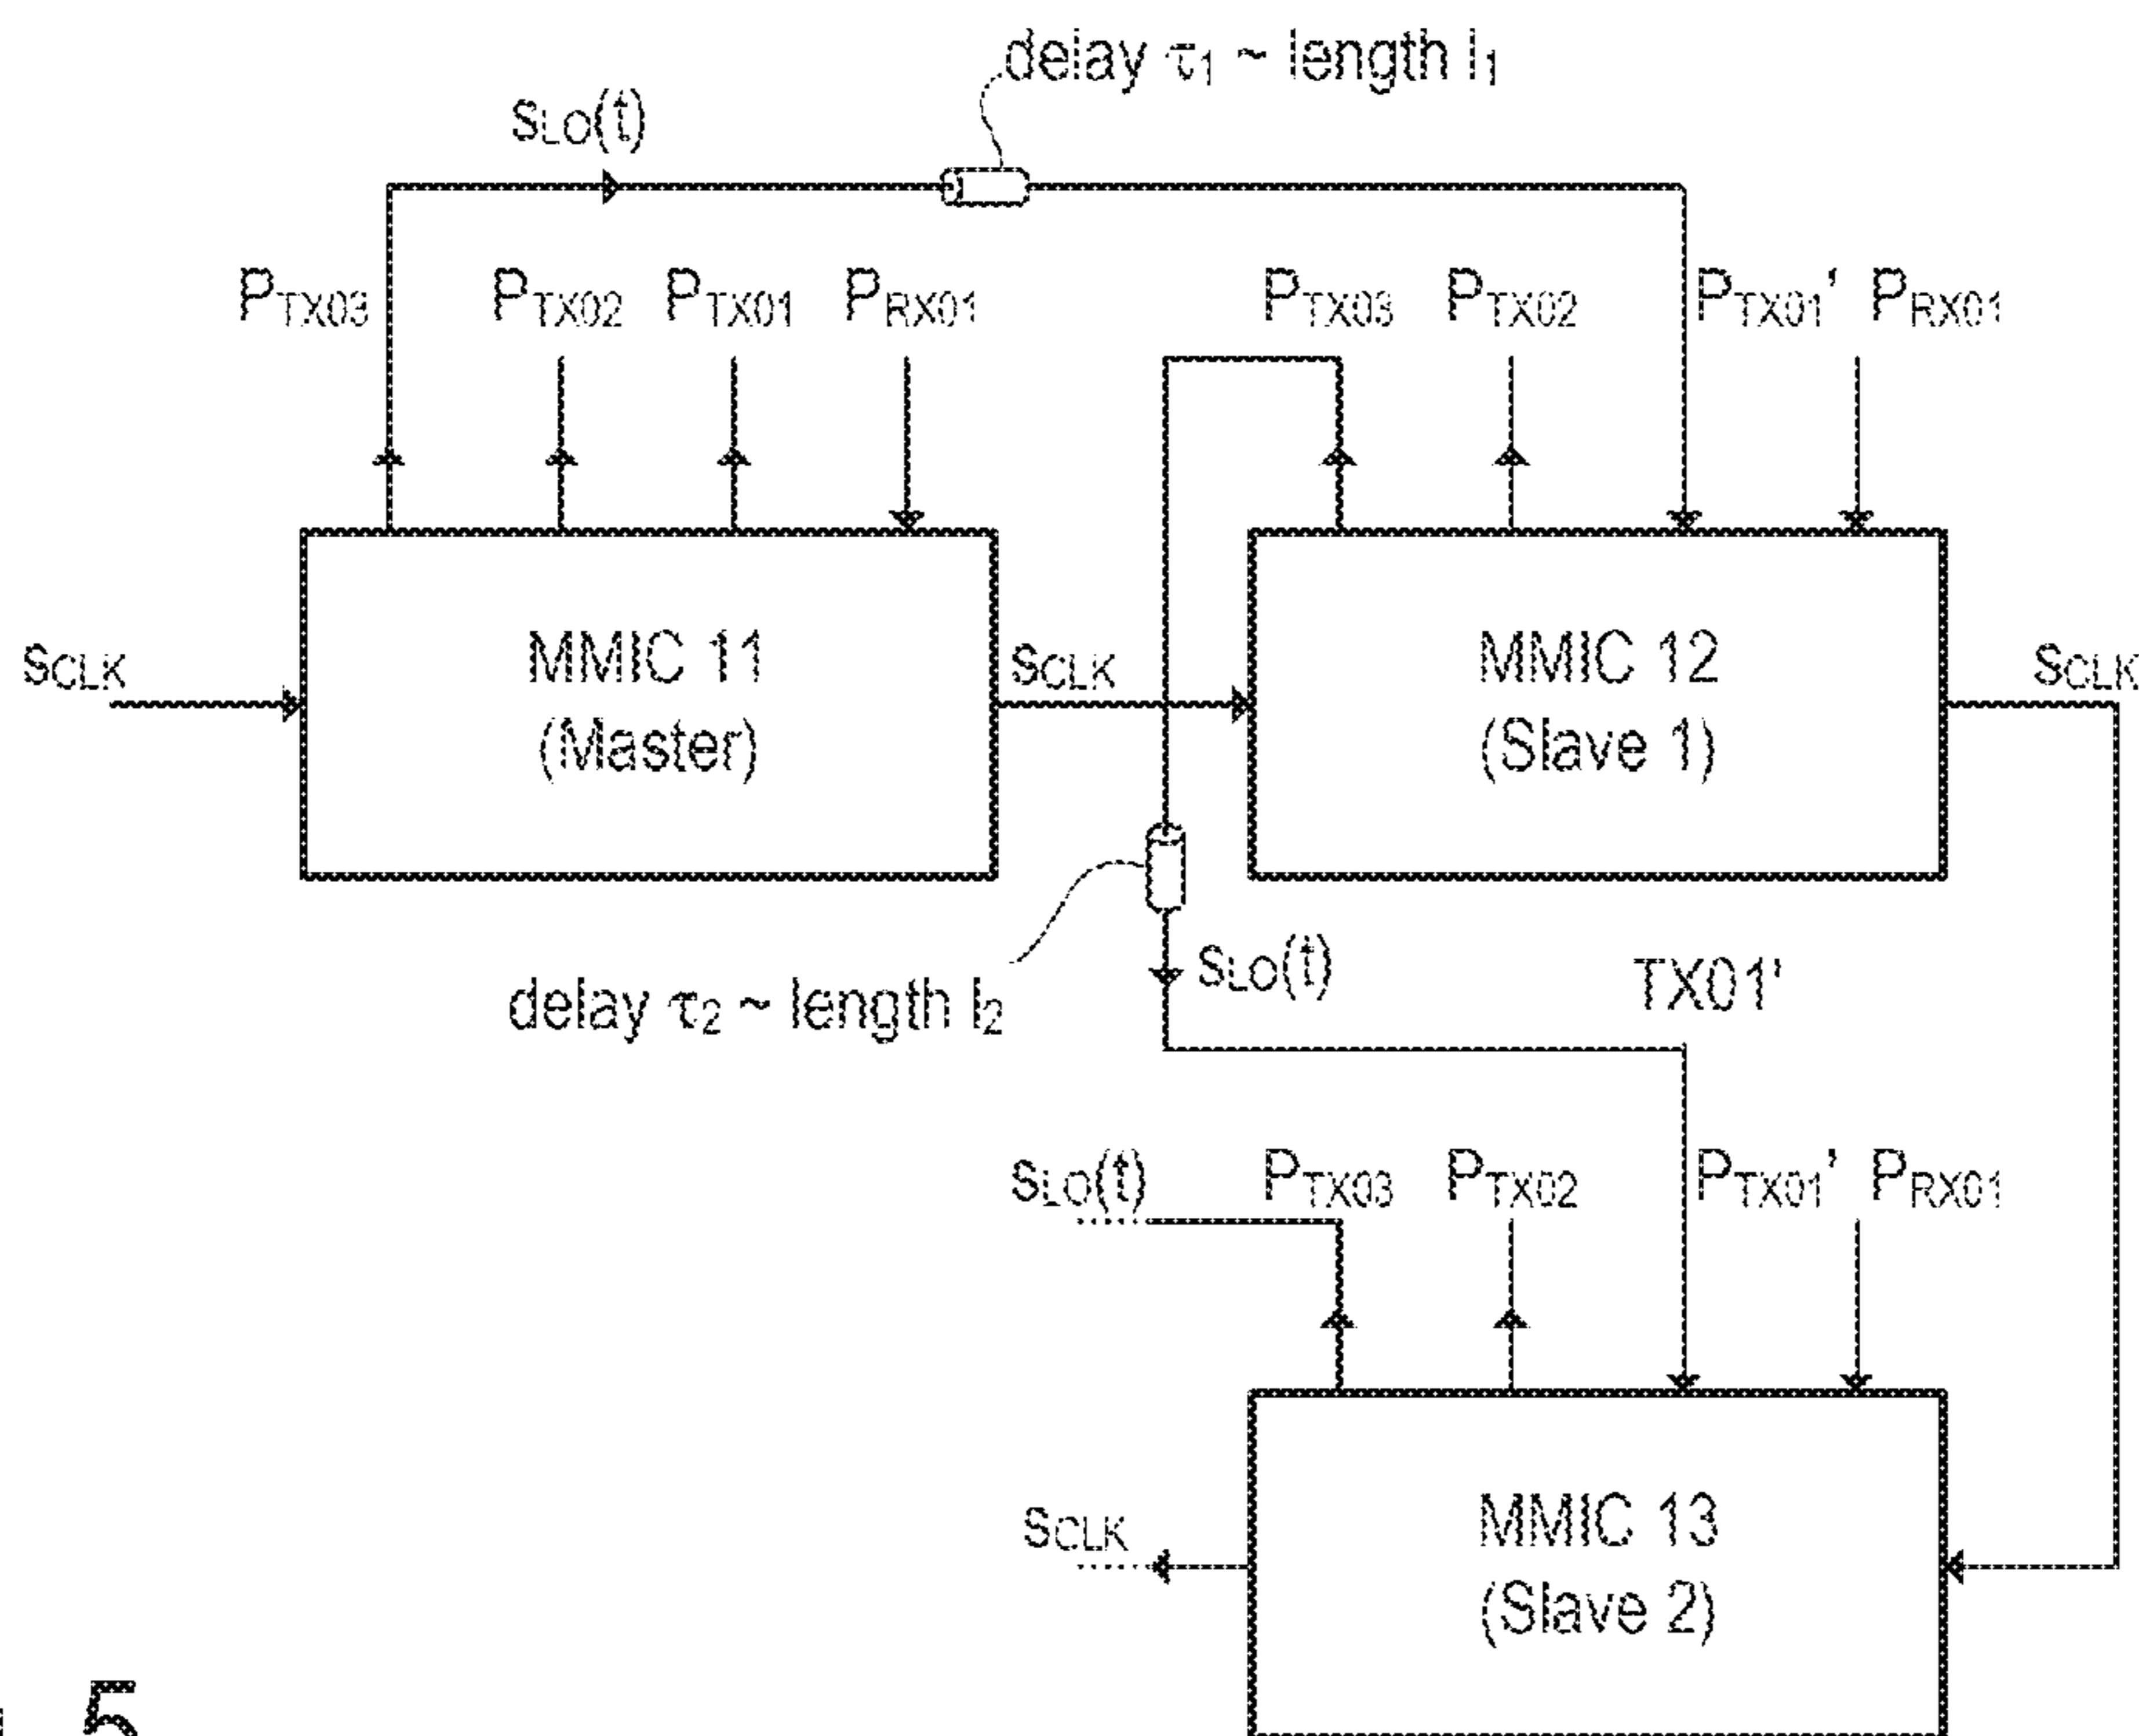 delay τ₁ ~ length l₁
sLO(t)
PTX03 PTX02 PTX01 PRX01 PTX03 PTX02 PTX01' PRX01
sCLK MMIC 11 sCLK MMIC 12 sCLK
(Master) (Slave 1)
sLO(t) TX01'
delay τ₂ ~ length l₂
sLO(t) PTX03 PTX02 PTX01' PRX01
sCLK MMIC 13
(Slave 2)
5